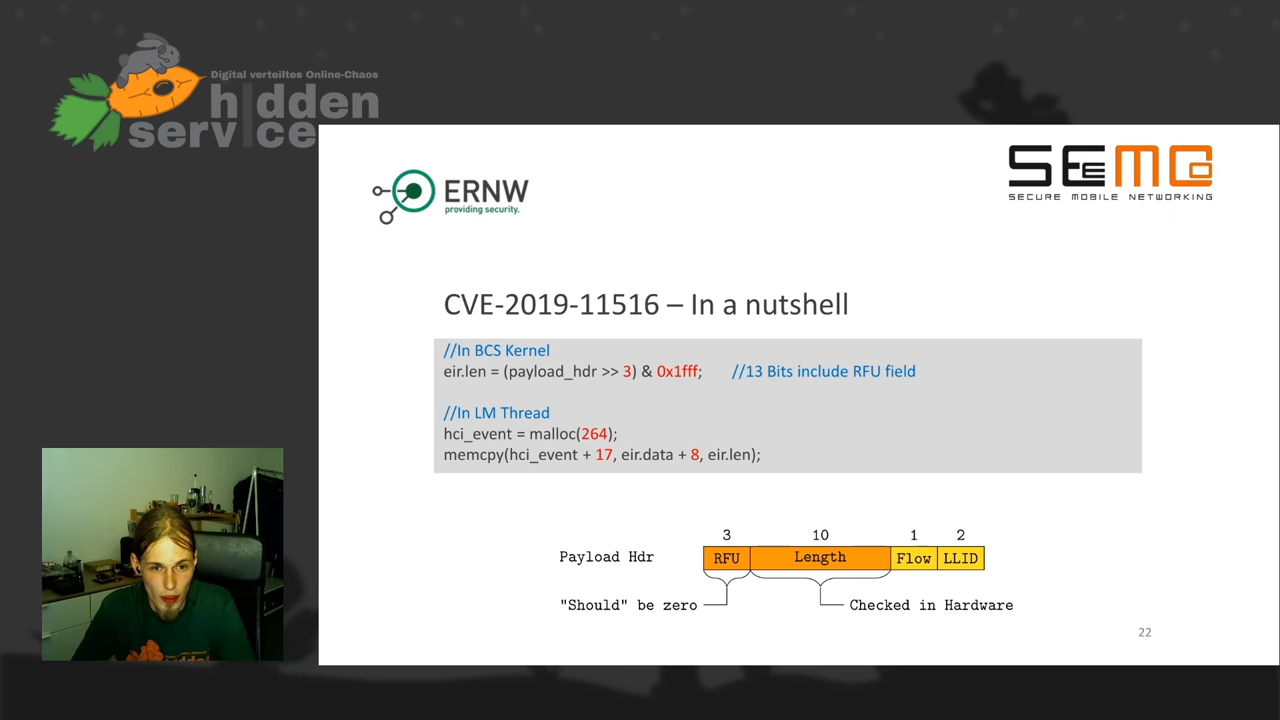 Digital verteiltes Online-Chaos
hidden
service
ERNW
providing security.
SEEMOO
SECURE MOBILE NETWORKING
CVE-2019-11516 – In a nutshell
//In BCS Kernel
eir.len = (payload_hdr >> 3) & 0x1fff; //13 Bits include RFU field
//In LM Thread
hci_event = malloc(264);
memcpy(hci_event + 17, eir.data + 8, eir.len);
3 10 1 2
Payload Hdr RFU Length Flow LLID
"Should" be zero Checked in Hardware
22